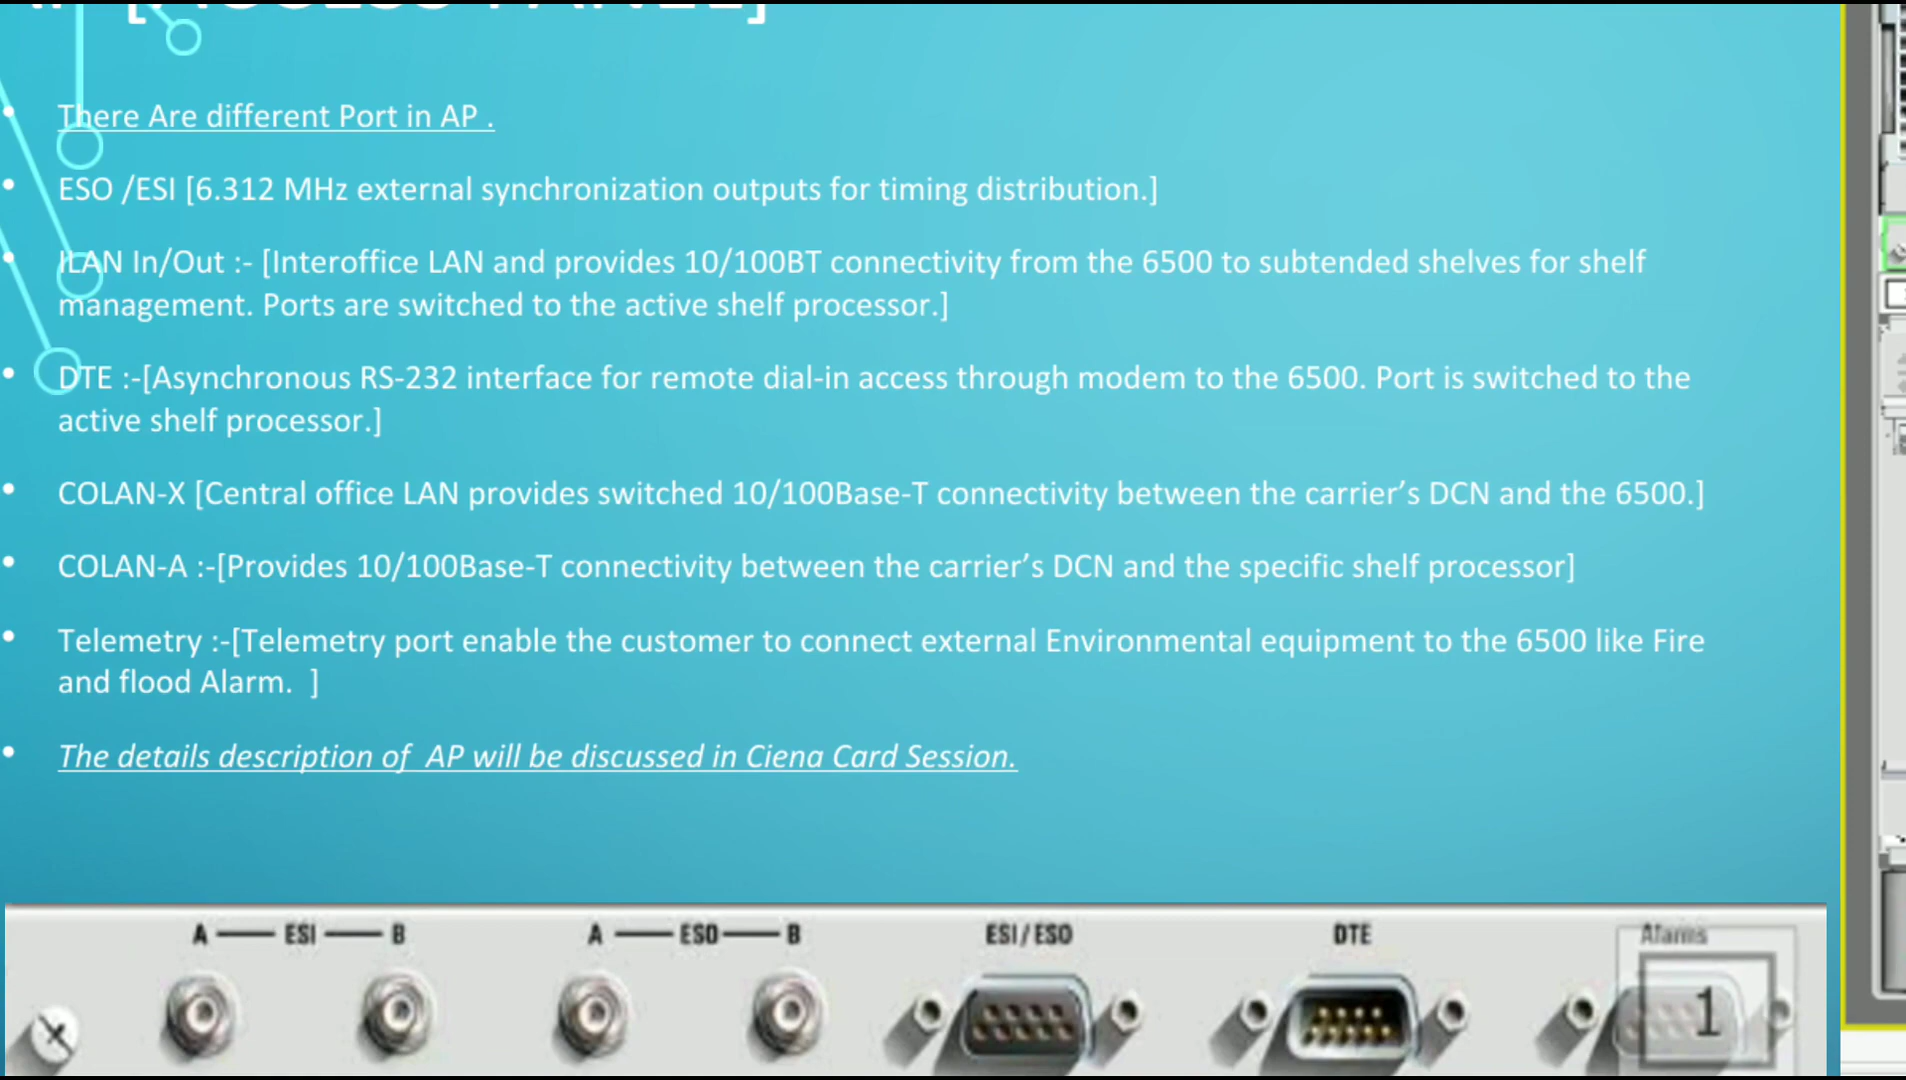 [ACCESS PANEL]
• There Are different Port in AP .
• ESO /ESI [6.312 MHz external synchronization outputs for timing distribution.]
• ILAN In/Out :- [Interoffice LAN and provides 10/100BT connectivity from the 6500 to subtended shelves for shelf
management. Ports are switched to the active shelf processor.]
• DTE :-[Asynchronous RS-232 interface for remote dial-in access through modem to the 6500. Port is switched to the
active shelf processor.]
• COLAN-X [Central office LAN provides switched 10/100Base-T connectivity between the carrier’s DCN and the 6500.]
• COLAN-A :-[Provides 10/100Base-T connectivity between the carrier’s DCN and the specific shelf processor]
• Telemetry :-[Telemetry port enable the customer to connect external Environmental equipment to the 6500 like Fire
and flood Alarm.  ]
• The details description of  AP will be discussed in Ciena Card Session.
A ESI B A ESO B ESI/ESO DTE Alarms
1